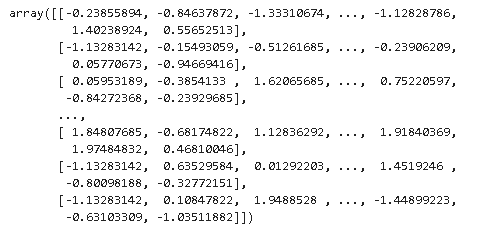 array([[-0.23855894, -0.84637872, -1.33310674, ..., -1.12828786,
1.40238924, 0.55652513],
[-1.13283142, -0.15493059, -0.51261685, ..., -0.23906209,
0.05770673, -0.94669416],
[ 0.05953189, -0.3854133 , 1.62065685, ..., 0.75220597,
-0.84272368, -0.23929685],
...,
[ 1.84807685, -0.68174822, 1.12836292, ..., 1.91840369,
1.97484832, 0.46810046],
[-1.13283142, 0.63529584, 0.01292203, ..., 1.4519246 ,
-0.80098188, -0.32772151],
[-1.13283142, 0.10847822, 1.9488528 , ..., -1.44899223,
-0.63103309, -1.03511882]])